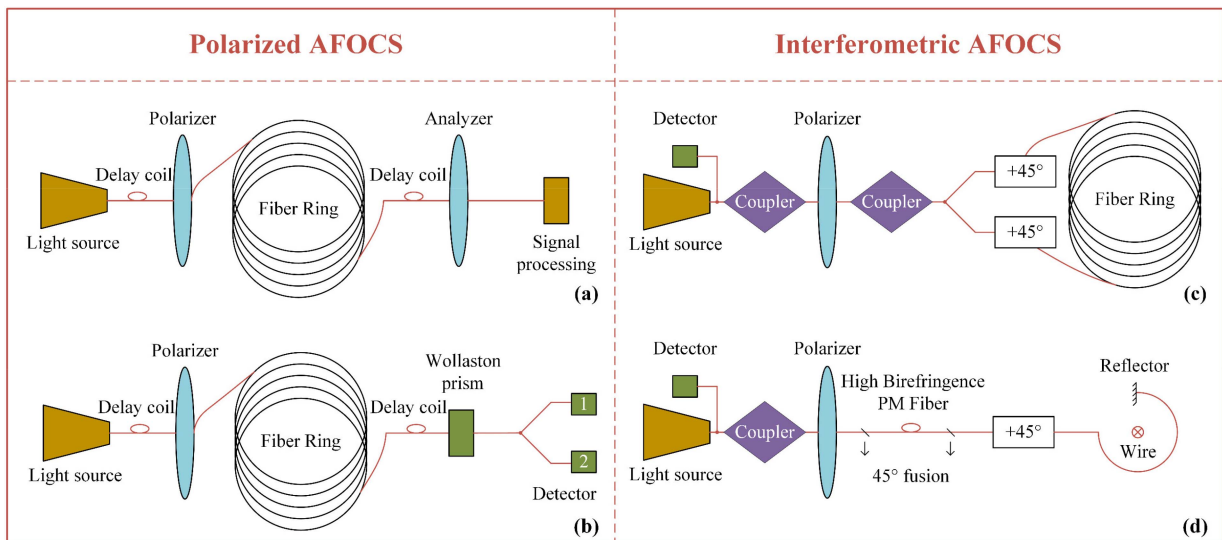 Polarized AFOCS
Interferometric AFOCS
Polarizer
Analyzer
Delay coil
Delay coil
Fiber Ring
Light source
Signal
processing
(a)
Polarizer
Wollaston
prism
Delay coil
Delay coil
1
Fiber Ring
2
Light source
Detector
(b)
Detector
Polarizer
+45°
Coupler
Coupler
Fiber Ring
+45°
Light source
(c)
Detector
Polarizer
Reflector
High Birefringence
PM Fiber
Coupler
+45°
Wire
Light source
45° fusion
(d)